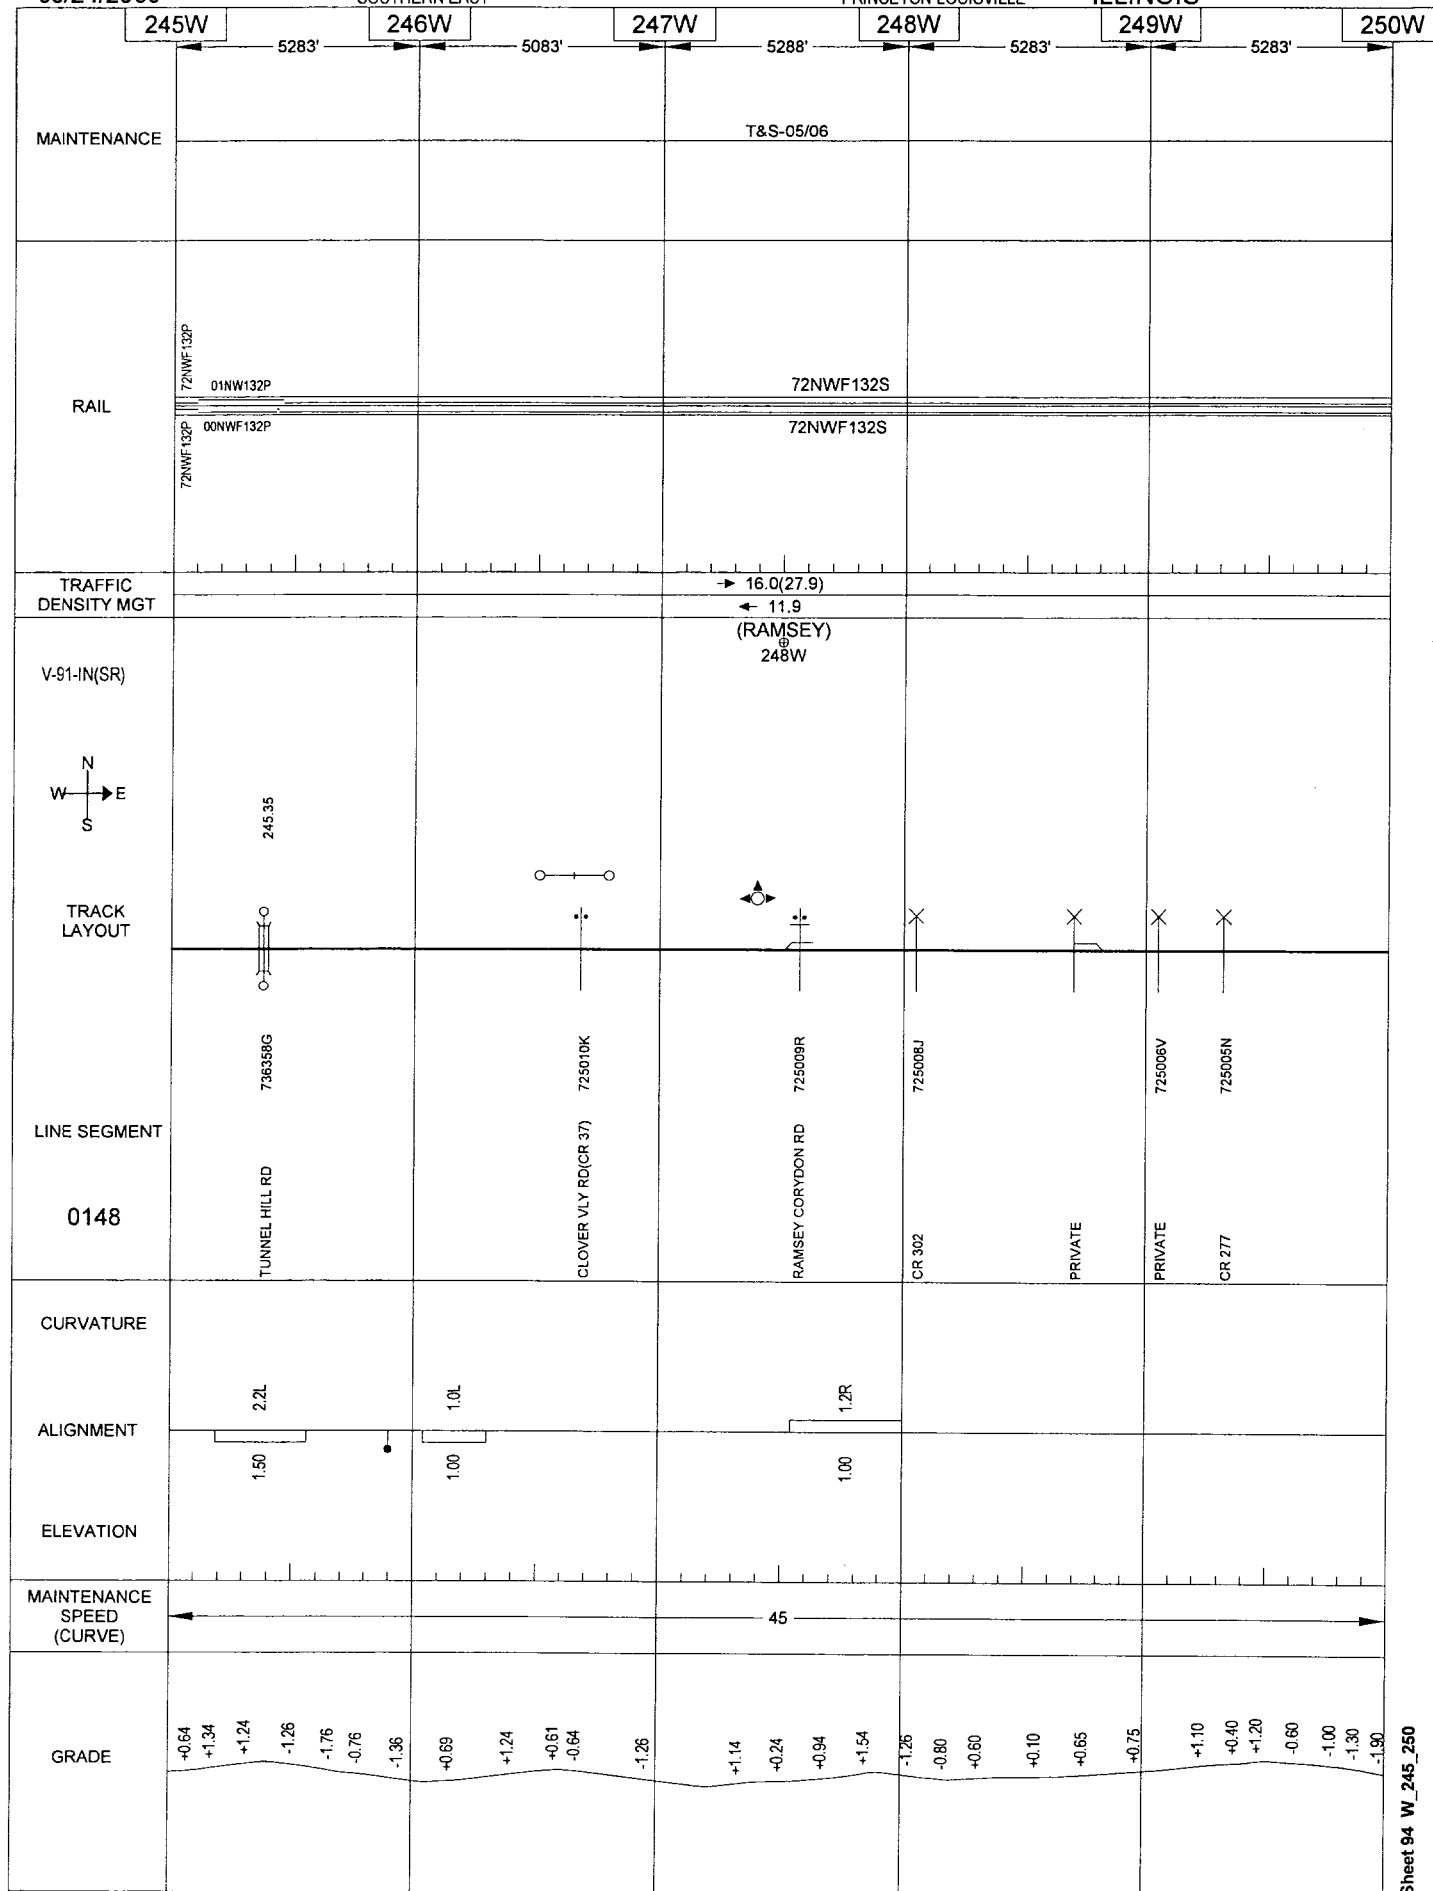 SOUTHERN EAST
PRINCETON LOUISVILLE
ILLINOIS
245W 246W 247W 248W 249W 250W
5283' 5083' 5288' 5283' 5283'
MAINTENANCE
T&S-05/06
RAIL
72NWF132P
01NW132P
72NWF132S
72NWF132P
00NWF132P
72NWF132S
TRAFFIC
DENSITY MGT
16.0(27.9)
11.9
(RAMSEY)
248W
V-91-IN(SR)
N
W E
S
245.35
TRACK
LAYOUT
736358G
725010K
725009R
725008J
725006V
725005N
LINE SEGMENT
0148
TUNNEL HILL RD
CLOVER VLY RD(CR 37)
RAMSEY CORYDON RD
CR 302
PRIVATE
PRIVATE
CR 277
CURVATURE
2.2L
1.0L
1.2R
ALIGNMENT
1.50
1.00
1.00
ELEVATION
MAINTENANCE
SPEED
(CURVE)
45
GRADE
+0.64
+1.34
+1.24
-1.26
-1.76
-0.76
-1.36
+0.69
+1.24
+0.61
-0.64
-1.26
+1.14
+0.24
+0.94
+1.54
-1.26
-0.80
+0.60
+0.10
+0.65
+0.75
+1.10
+0.40
+1.20
-0.60
-1.00
-1.30
-1.90
Sheet 94 W_245_250